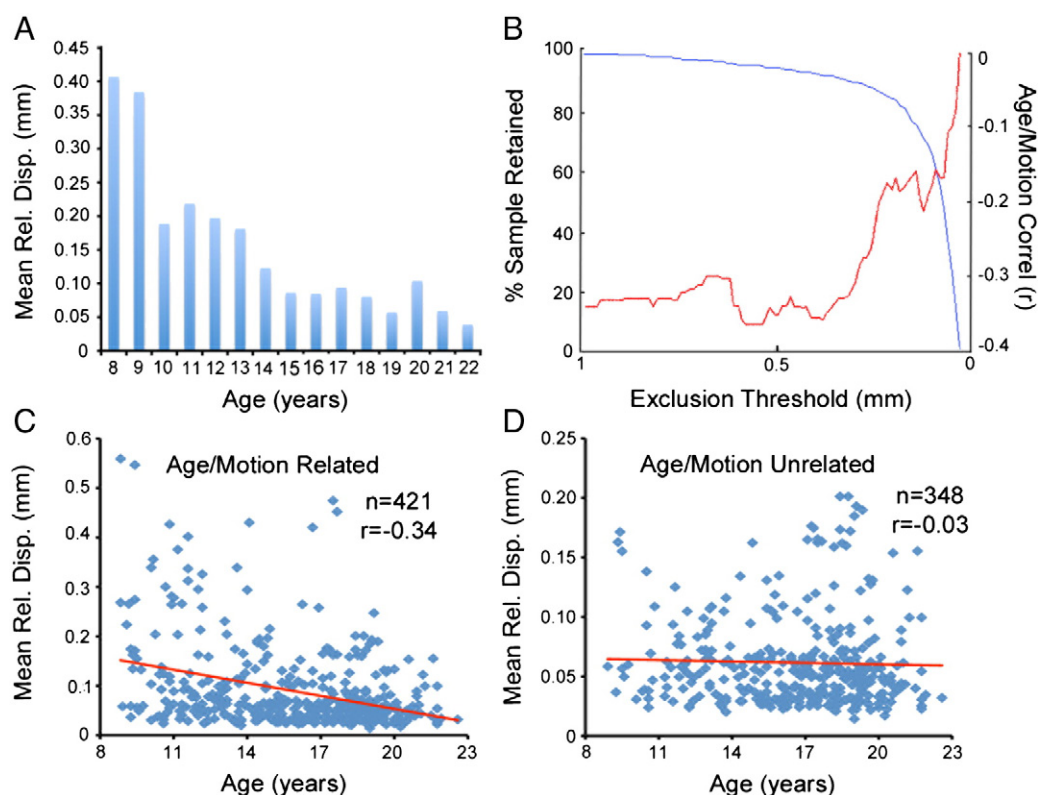 A
Mean Rel. Disp. (mm)
0.45
0.40
0.35
0.30
0.25
0.20
0.15
0.10
0.05
0
8 9 10 11 12 13 14 15 16 17 18 19 20 21 22
Age (years)
B
% Sample Retained
100
80
60
40
20
0
1 0.5 0
Exclusion Threshold (mm)
0
-0.1
-0.2
-0.3
-0.4
Age/Motion Correl (r)
C
Mean Rel. Disp. (mm)
0.6
0.5
0.4
0.3
0.2
0.1
0
Age/Motion Related
n=421
r=-0.34
8 11 14 17 20 23
Age (years)
D
Mean Rel. Disp. (mm)
0.25
0.20
0.15
0.10
0.05
0
Age/Motion Unrelated
n=348
r=-0.03
8 11 14 17 20 23
Age (years)